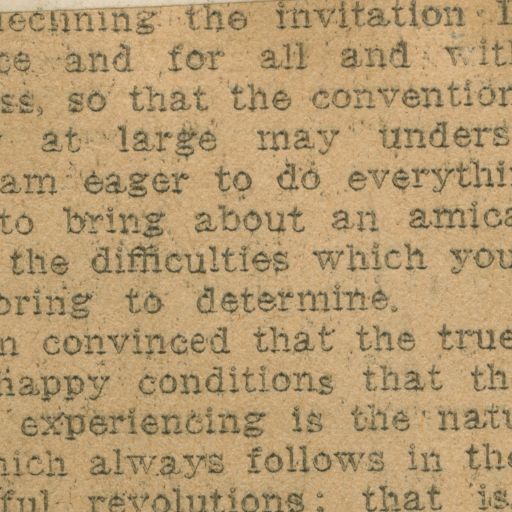 declining the invitation I
ce and for all and with
ss, so that the convention
y at large may unders
am eager to do everythi
to bring about an amica
the difficulties which you
oring to determine.
n convinced that the true
happy conditions that th
experiencing is the natu
hich always follows in the
ful revolutions; that is